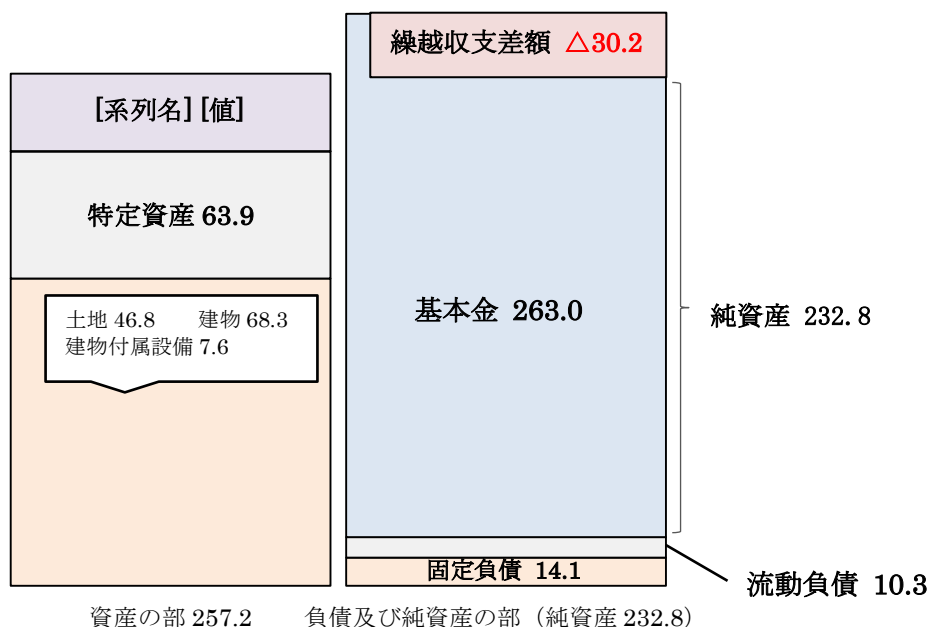 繰越収支差額 △30.2
[系列名] [値]
特定資産 63.9
土地 46.8 建物 68.3
建物付属設備 7.6
基本金 263.0
純資産 232.8
固定負債 14.1
流動負債 10.3
資産の部 257.2
負債及び純資産の部（純資産 232.8）